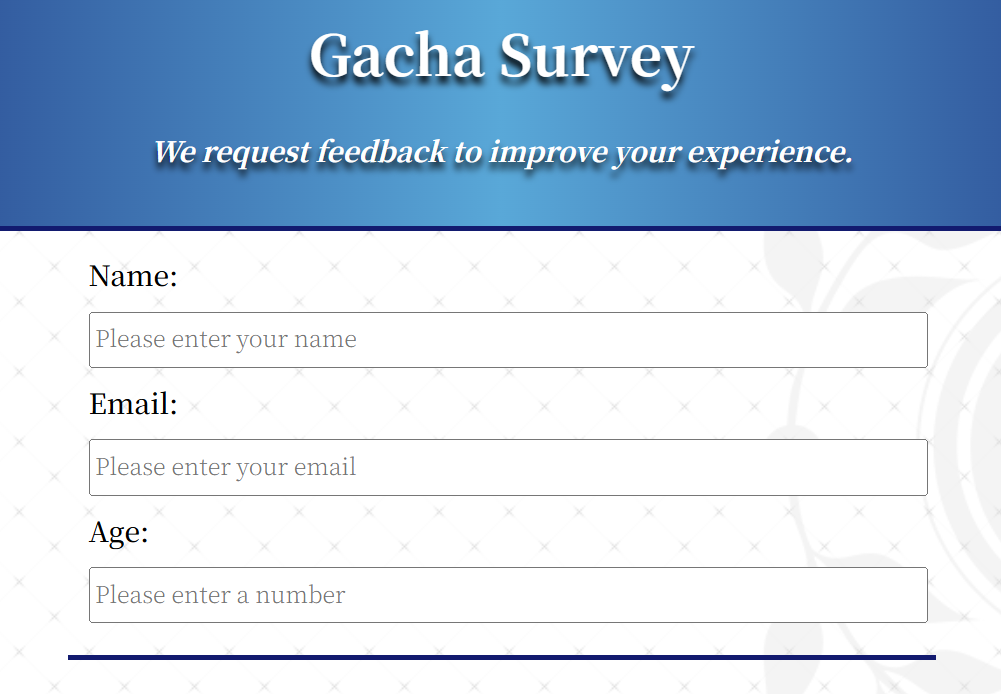 Gacha Survey
We request feedback to improve your experience.
Name:
Please enter your name
Email:
Please enter your email
Age:
Please enter a number